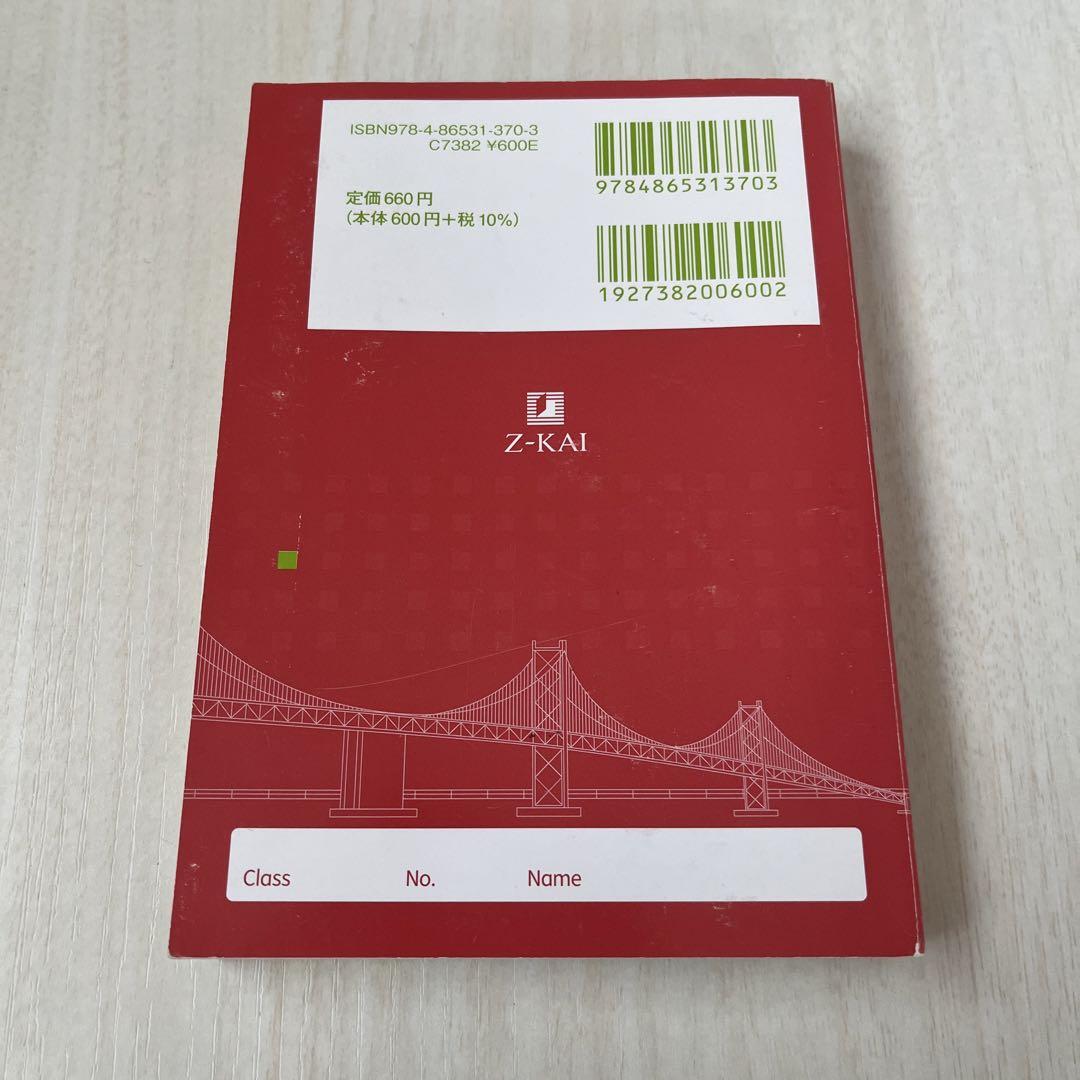 ISBN978-4-86531-370-3
C7382 ¥600E
定価660円
(本体600円+税10%)
9784865313703
1927382006002
Z-KAI
Class No. Name